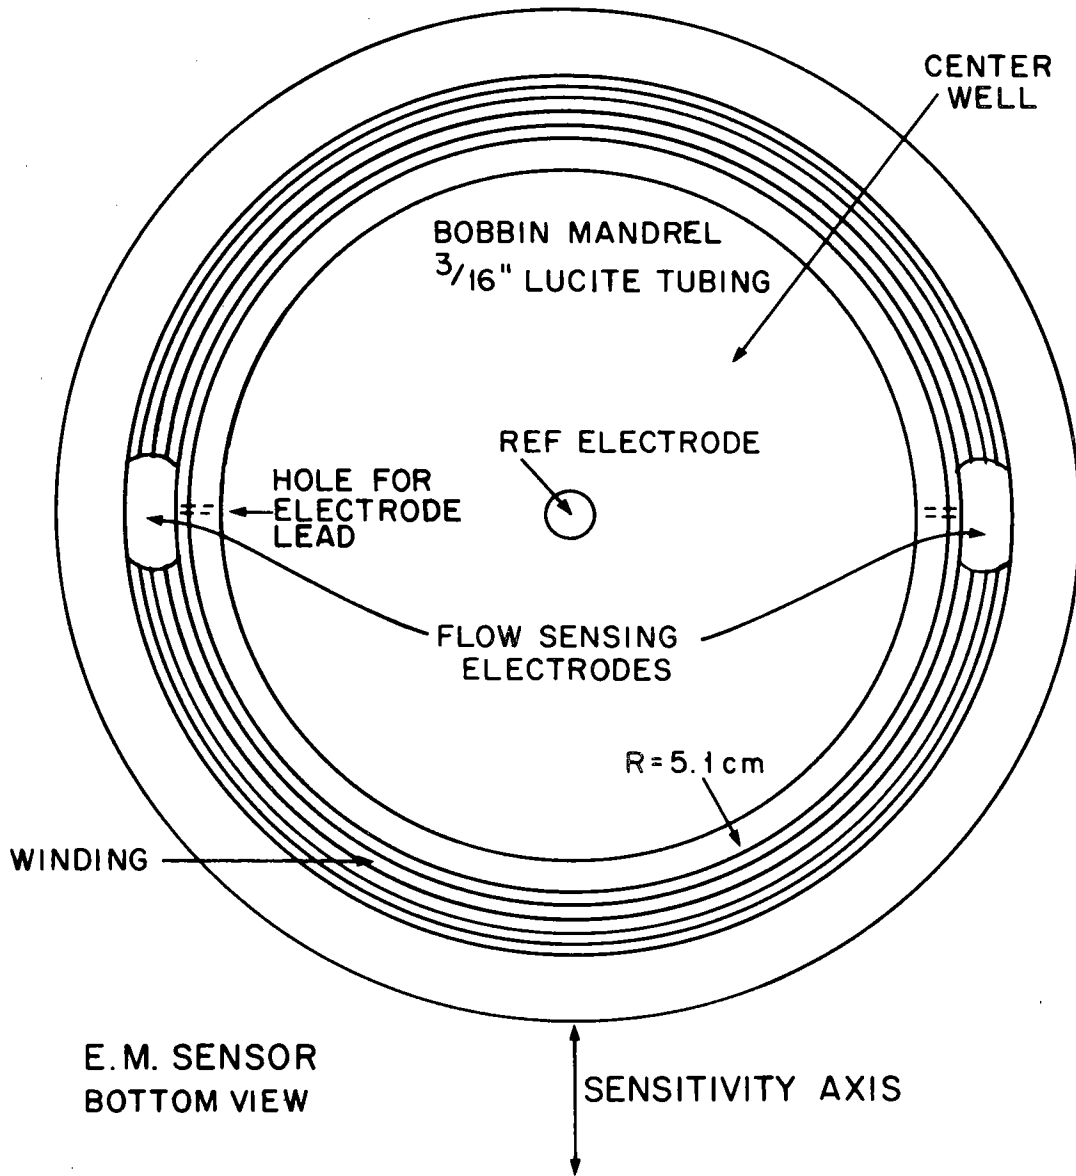 CENTER
WELL
BOBBIN MANDREL
3/16" LUCITE TUBING
REF ELECTRODE
HOLE FOR
ELECTRODE
LEAD
FLOW SENSING
ELECTRODES
R=5.1cm
WINDING
E.M. SENSOR
BOTTOM VIEW
SENSITIVITY AXIS